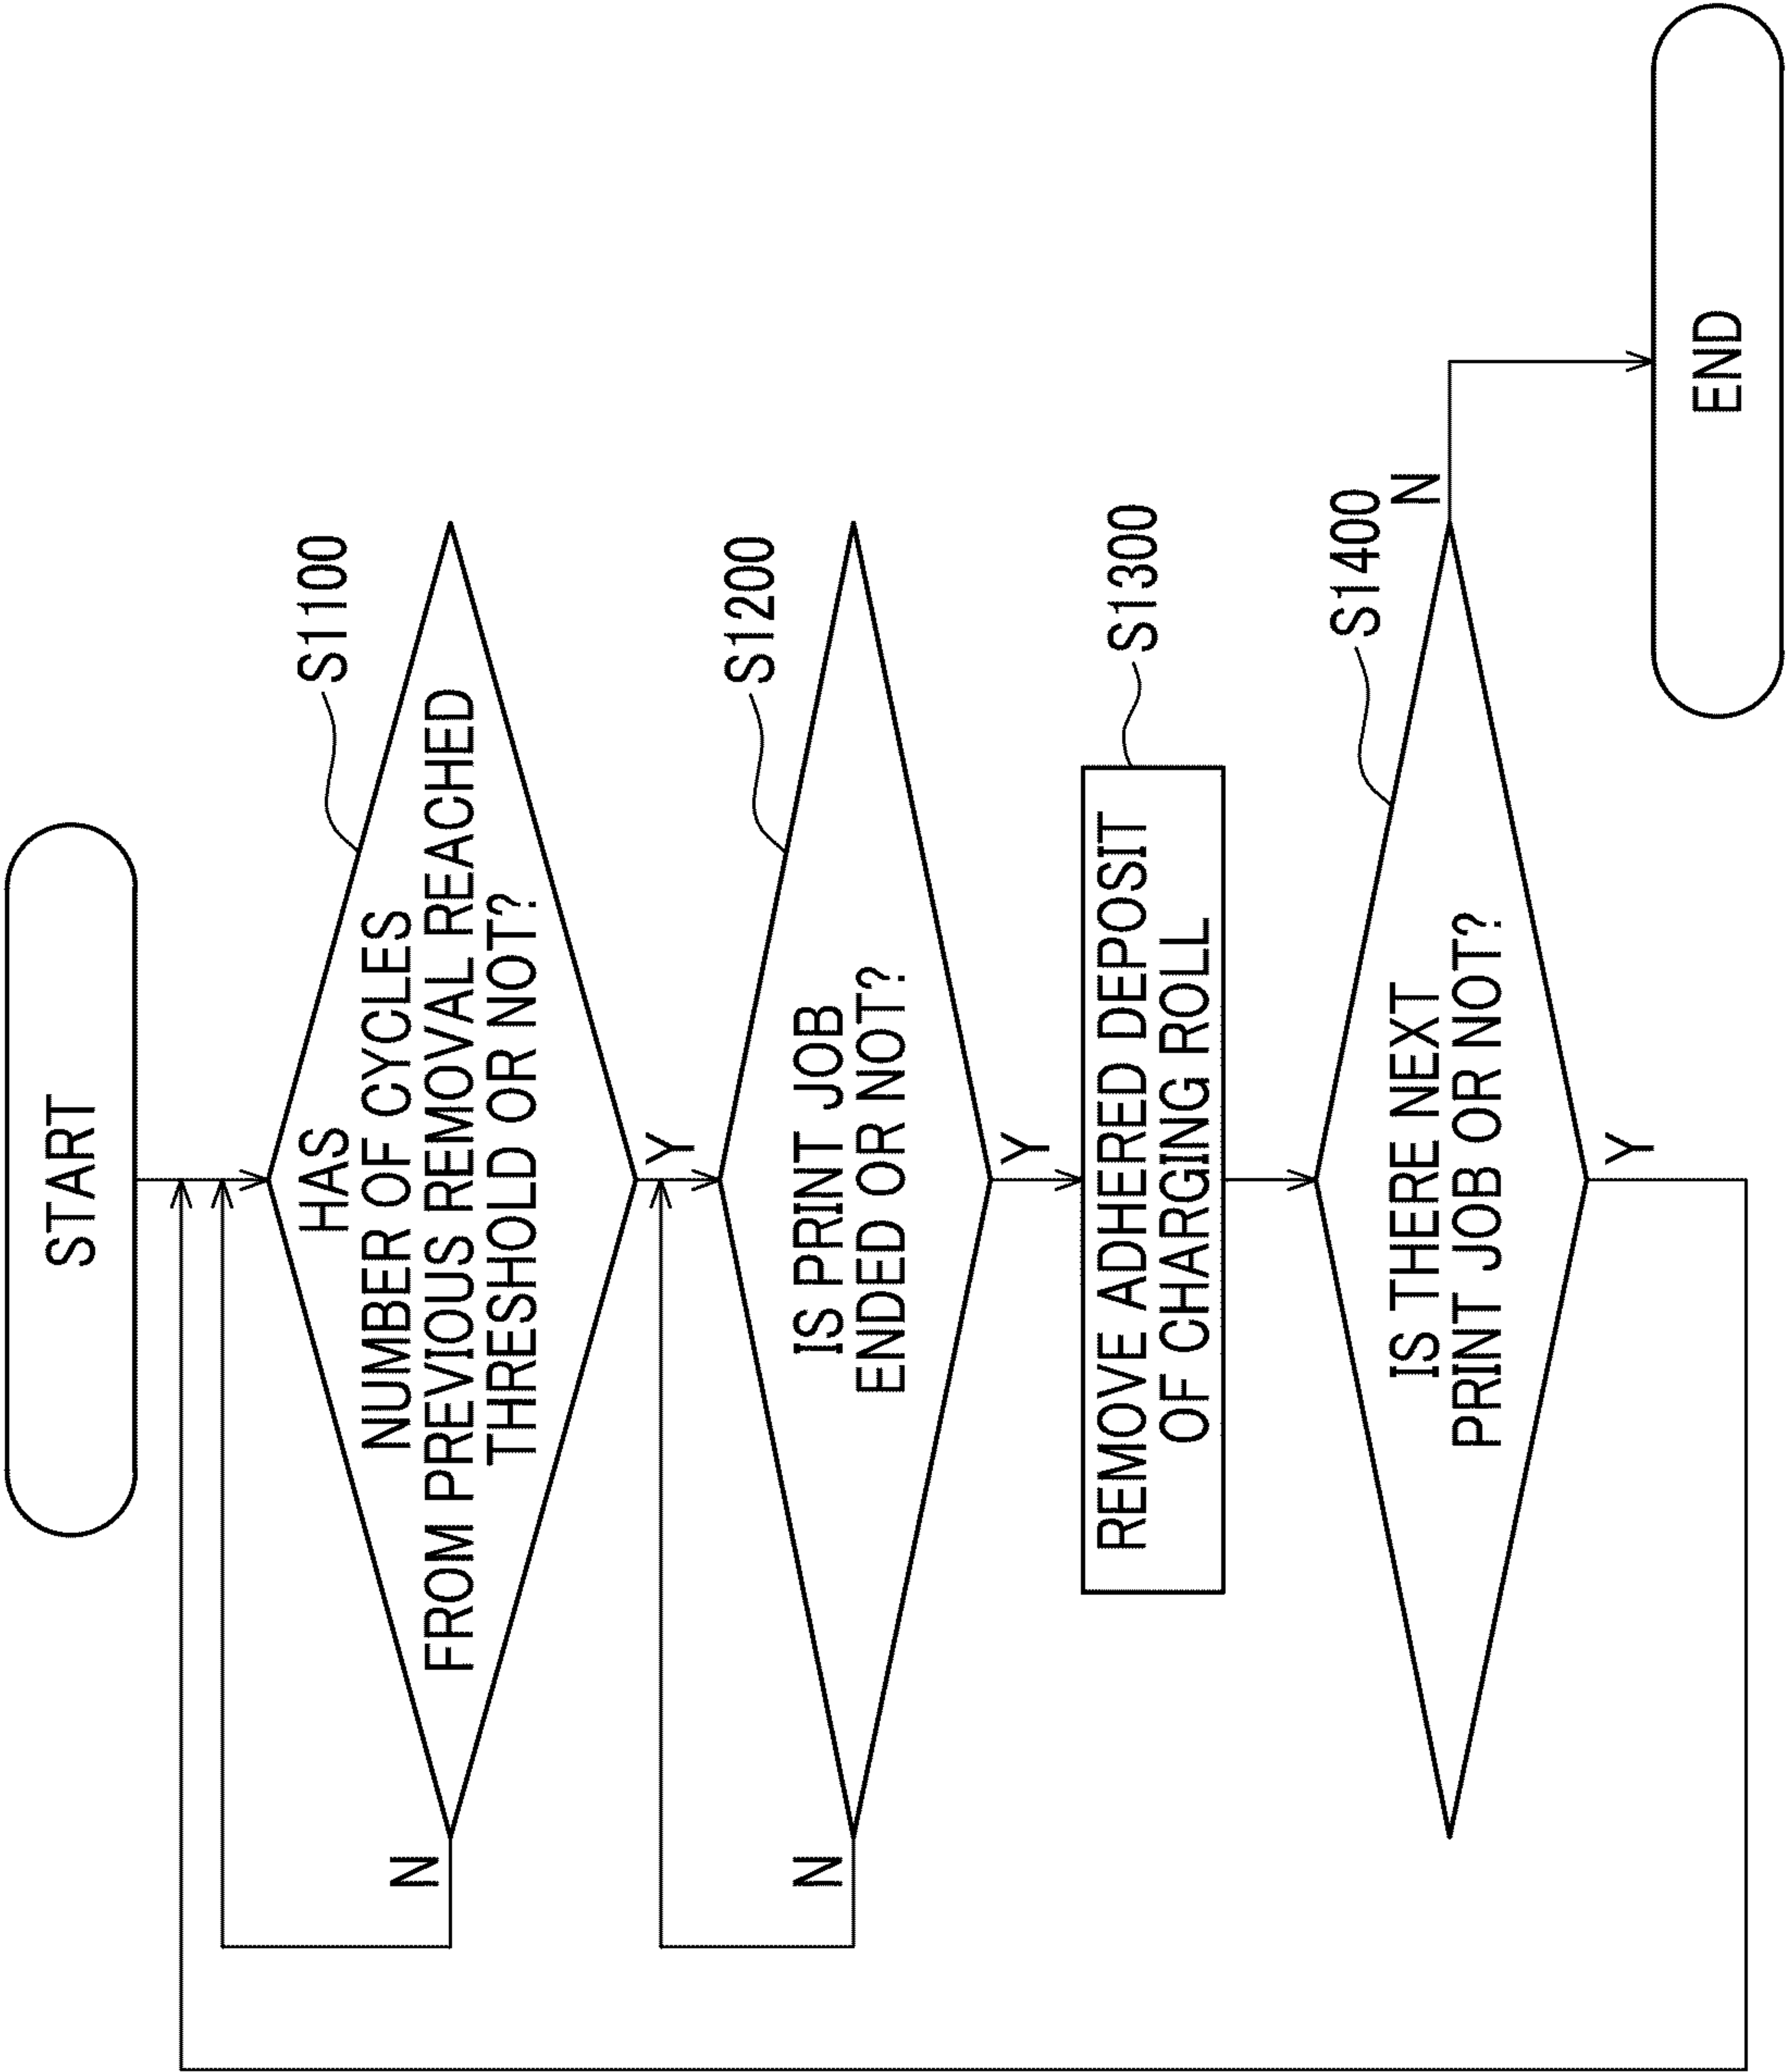 START
HAS
NUMBER OF CYCLES
FROM PREVIOUS REMOVAL REACHED
THRESHOLD OR NOT?
S1100
N
Y
IS PRINT JOB
ENDED OR NOT?
S1200
N
Y
REMOVE ADHERED DEPOSIT
OF CHARGING ROLL
S1300
IS THERE NEXT
PRINT JOB OR NOT?
S1400
N
Y
END